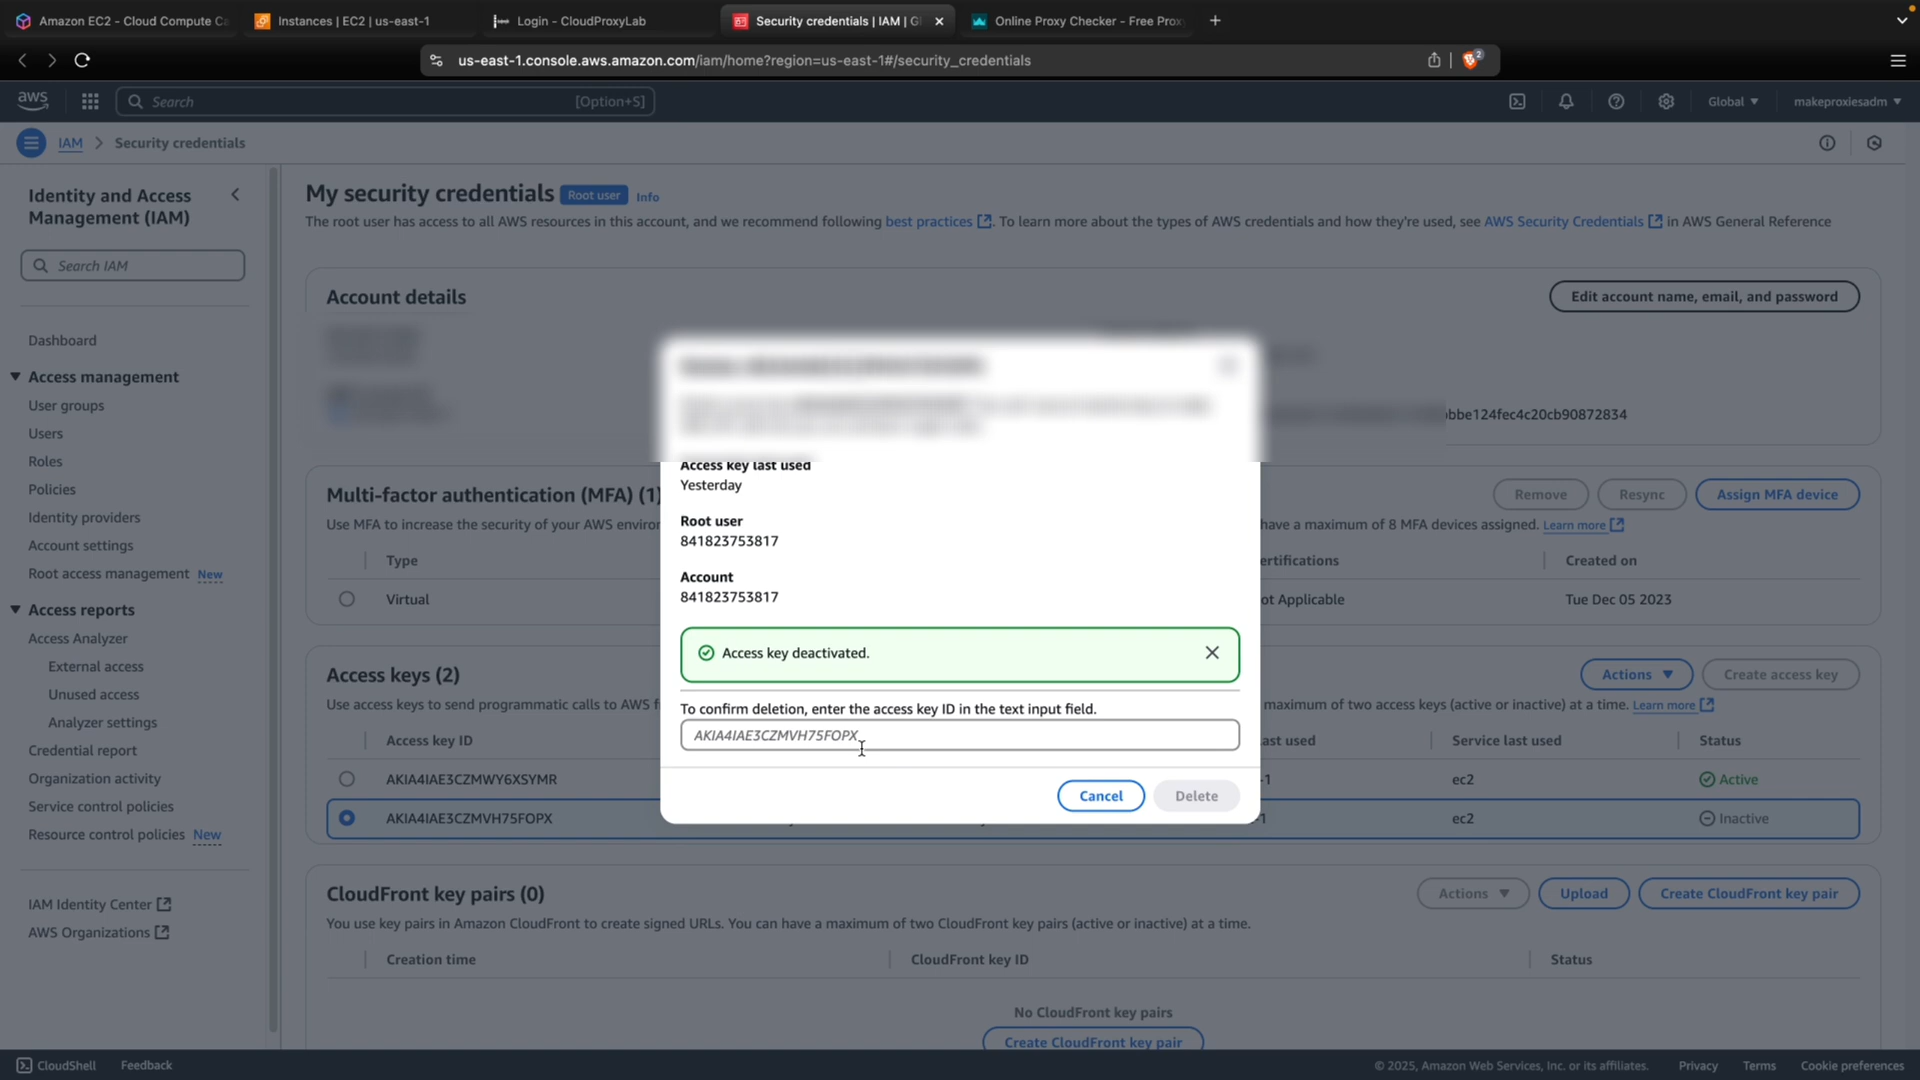 Amazon EC2 - Cloud Compute Ca
Instances | EC2 | us-east-1
Login - CloudProxyLab
Security credentials | IAM | Gl
Online Proxy Checker - Free Prox
us-east-1.console.aws.amazon.com/iam/home?region=us-east-1#/security_credentials
2
aws
Search
[Option+S]
Global
makeproxiesadm
IAM > Security credentials
Identity and Access
Management (IAM)
Search IAM
Dashboard
Access management
User groups
Users
Roles
Policies
Identity providers
Account settings
Root access management New
Access reports
Access Analyzer
External access
Unused access
Analyzer settings
Credential report
Organization activity
Service control policies
Resource control policies New
IAM Identity Center
AWS Organizations
My security credentials Root user Info
The root user has access to all AWS resources in this account, and we recommend following best practices. To learn more about the types of AWS credentials and how they're used, see AWS Security Credentials in AWS General Reference
Account details
Edit account name, email, and password
bbe124fec4c20cb90872834
Multi-factor authentication (MFA) (1)
Remove
Resync
Assign MFA device
Use MFA to increase the security of your AWS environ
have a maximum of 8 MFA devices assigned. Learn more
Type
ertifications
Created on
Virtual
ot Applicable
Tue Dec 05 2023
Access keys (2)
Actions
Create access key
Use access keys to send programmatic calls to AWS f
maximum of two access keys (active or inactive) at a time. Learn more
Access key ID
ast used
Service last used
Status
AKIA4IAE3CZMWY6XSYMR
-1
ec2
Active
AKIA4IAE3CZMVH75FOPX
-1
ec2
Inactive
Access key last used
Yesterday
Root user
841823753817
Account
841823753817
Access key deactivated.
To confirm deletion, enter the access key ID in the text input field.
AKIA4IAE3CZMVH75FOPX
Cancel
Delete
CloudFront key pairs (0)
Actions
Upload
Create CloudFront key pair
You use key pairs in Amazon CloudFront to create signed URLs. You can have a maximum of two CloudFront key pairs (active or inactive) at a time.
Creation time
CloudFront key ID
Status
No CloudFront key pairs
Create CloudFront key pair
CloudShell
Feedback
© 2025, Amazon Web Services, Inc. or its affiliates.
Privacy
Terms
Cookie preferences